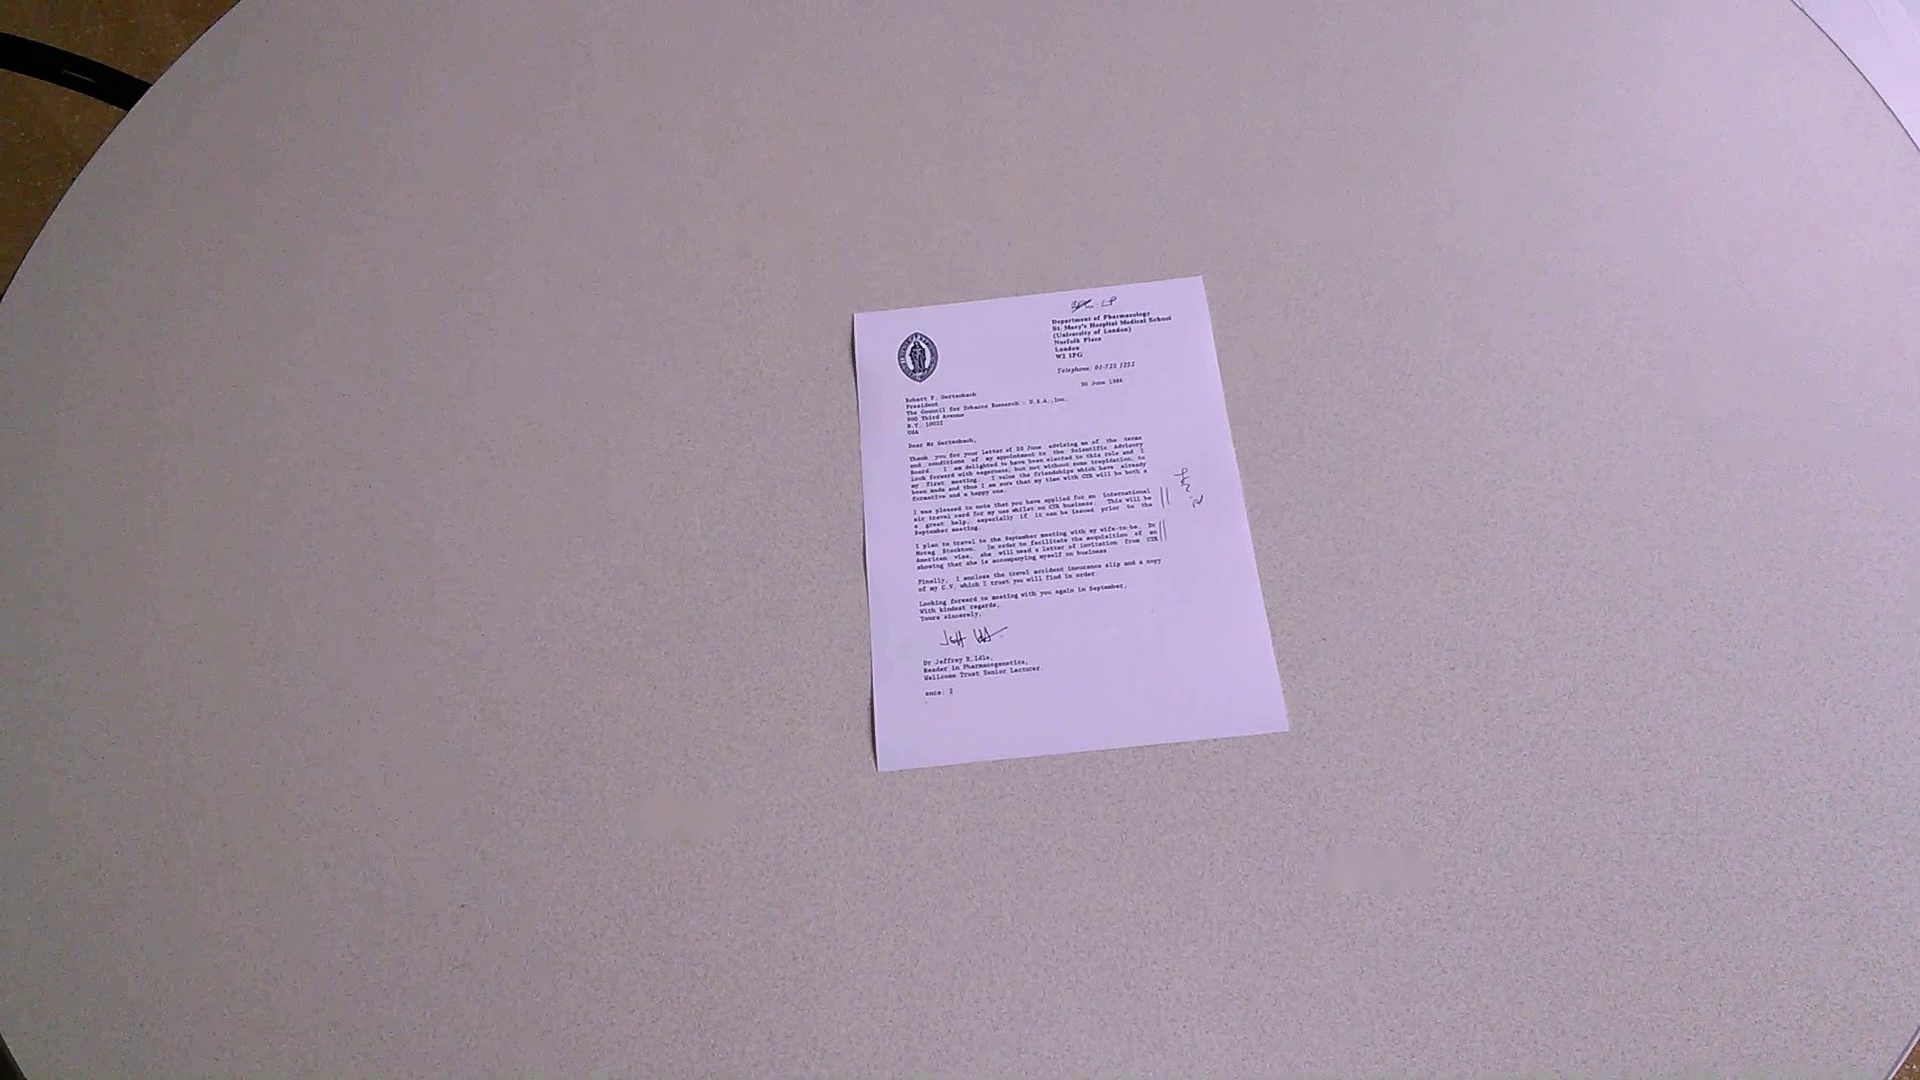 LP
Department of Pharmacology
St. Mary's Hospital Medical School
(University of London)
Norfolk Place
London
W2 1PG
Telephone: 01-723 1252
30 June 1986
Robert F. Gertenbach
President
The Council for Tobacco Research - U.S.A.,Inc.
900 Third Avenue
N.Y. 10022
USA
Dear Mr Gertenbach,
Thank you for your letter of 20 June advising me of the terms
and conditions of my appointment to the Scientific Advisory
Board. I am delighted to have been elected to this role and I
look forward with eagerness, but not without some trepidation, to
my first meeting. I value the friendships which have already
been made and thus I am sure that my time with CTR will be both a
formative and a happy one.
I was pleased to note that you have applied for an international
air travel card for my use whilst on CTR business. This will be
a great help, especially if it can be issued prior to the
September meeting.
I plan to travel to the September meeting with my wife-to-be, Dr
Morag Stockton. In order to facilitate the acquisition of an
American visa, she will need a letter of invitation from CTR
showing that she is accompanying myself on business
Finally, I enclose the travel accident insurance slip and a copy
of my C.V. which I trust you will find in order.
Looking forward to meeting with you again in September,
With kindest regards,
Yours sincerely,
Dr Jeffrey R.Idle,
Reader in Pharmacogenetics,
Wellcome Trust Senior Lecturer.
encs: 2